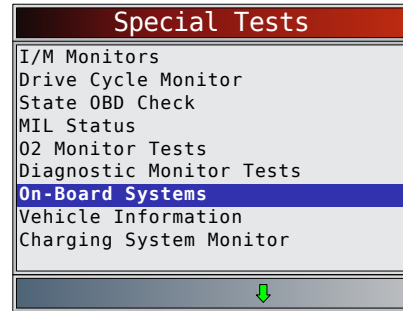 Special Tests
I/M Monitors
Drive Cycle Monitor
State OBD Check
MIL Status
O2 Monitor Tests
Diagnostic Monitor Tests
On-Board Systems
Vehicle Information
Charging System Monitor